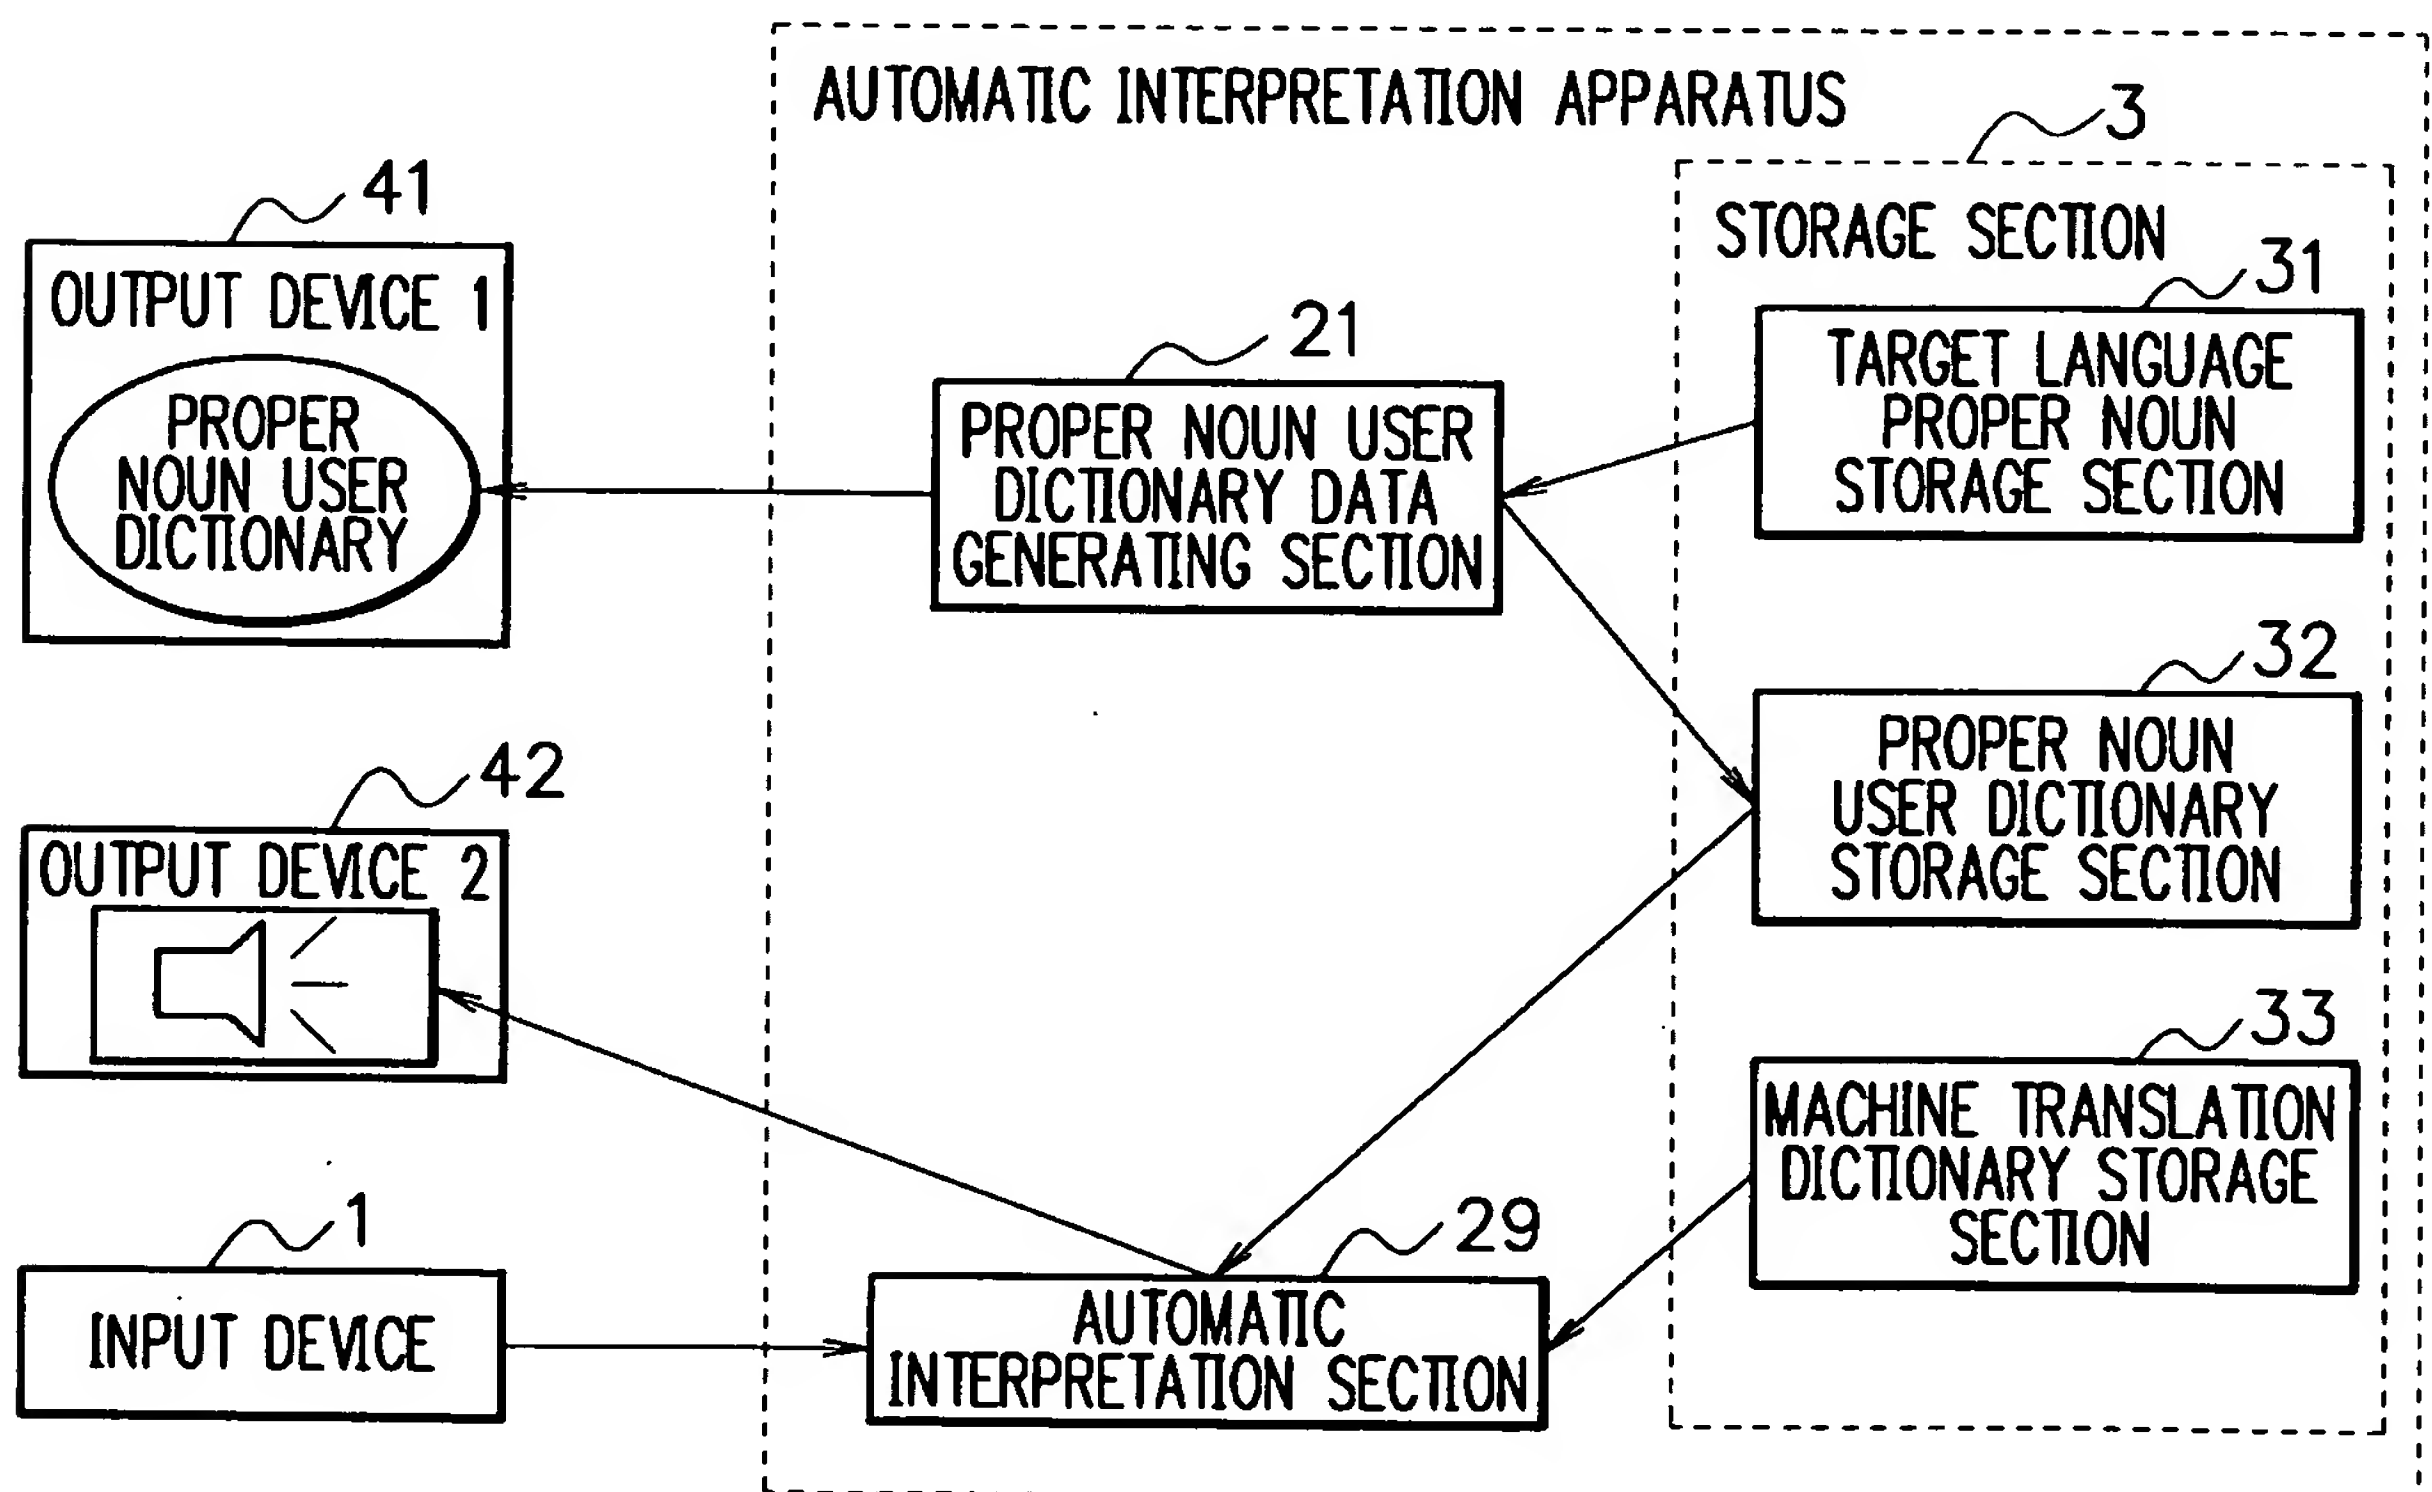 AUTOMATIC INTERPRETATION APPARATUS
3
STORAGE SECTION
41
OUTPUT DEVICE 1
PROPER
NOUN USER
DICTIONARY
21
PROPER NOUN USER
DICTIONARY DATA
GENERATING SECTION
31
TARGET LANGUAGE
PROPER NOUN
STORAGE SECTION
32
PROPER NOUN
USER DICTIONARY
STORAGE SECTION
42
OUTPUT DEVICE 2
33
MACHINE TRANSLATION
DICTIONARY STORAGE
SECTION
1
INPUT DEVICE
29
AUTOMATIC
INTERPRETATION SECTION